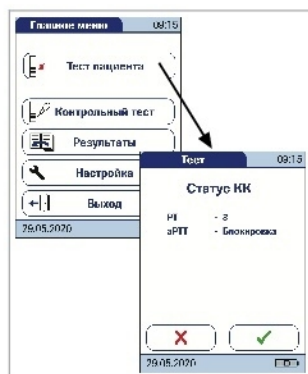 Главное меню 09:15
Тест пациента
Контрольный тест
Результаты
Настройка
Выход
29.05.2020
Тест 09:15
Статус КК
PT - 8
aPTT - Блокировка
29.05.2020